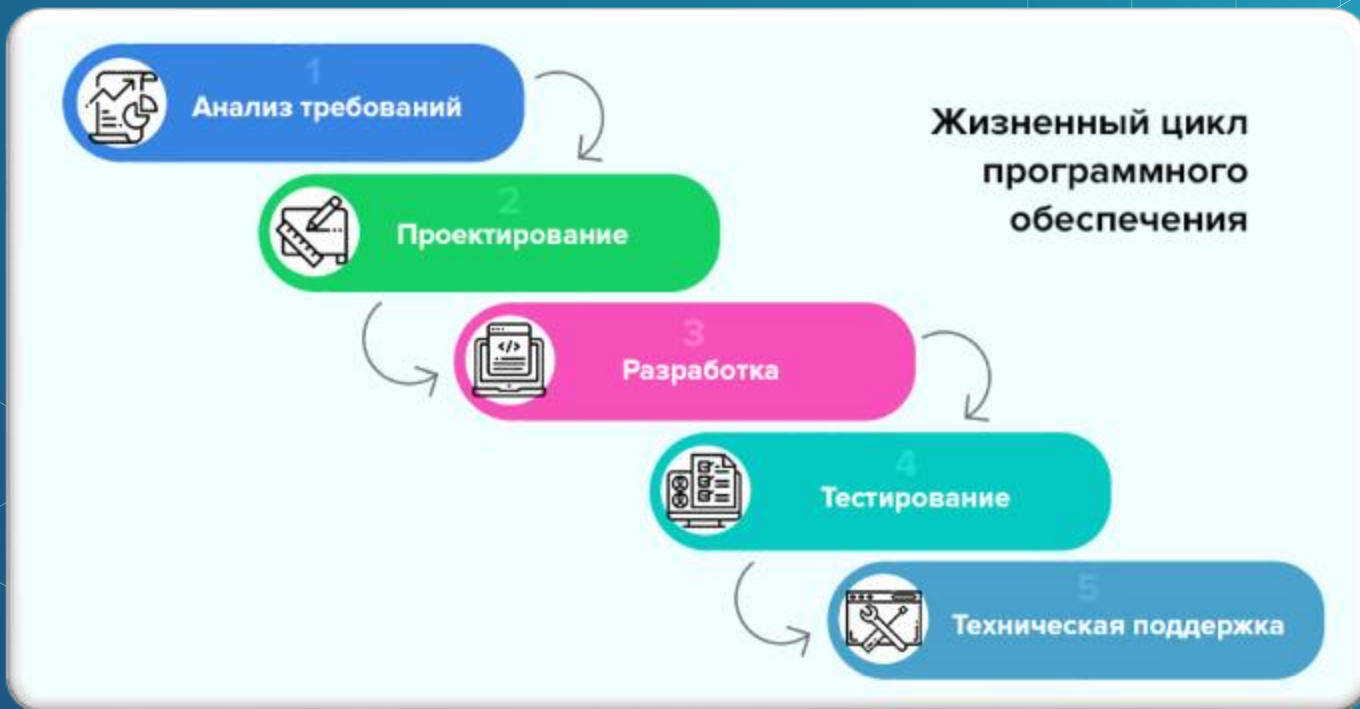 1
Анализ требований
Жизненный цикл
программного
обеспечения
2
Проектирование
3
</>
Разработка
4
Тестирование
5
Техническая поддержка